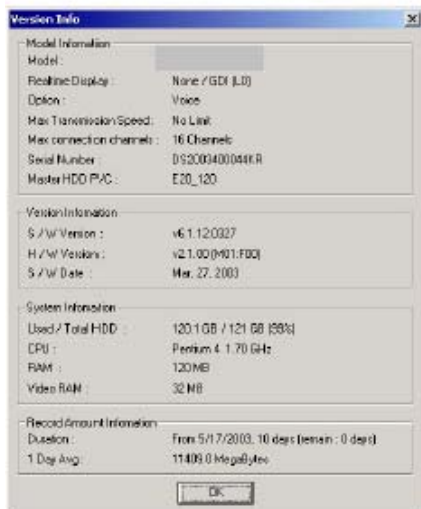 Version Info
Model Information
Model :
Realtime Display : None / GDI (L0)
Option : Voice
Max Transmission Speed : No Limit
Max connection channels : 16 Channels
Serial Number : DS2003400044KR
Master HDD P/C : E20_120
Version Information
S / W Version : v6.1.12.0327
H / W Version : v2.1.00 (M01:F00)
S / W Date : Mar. 27, 2003
System Information
Used / Total HDD : 120.1 GB / 121 GB (98%)
CPU : Pentium 4 1.70 GHz
RAM : 120 MB
Video RAM : 32 MB
Record Amount Information
Duration : From 5/17/2003, 10 days (remain : 0 days)
1 Day Avg : 11409.0 MegaBytes
OK